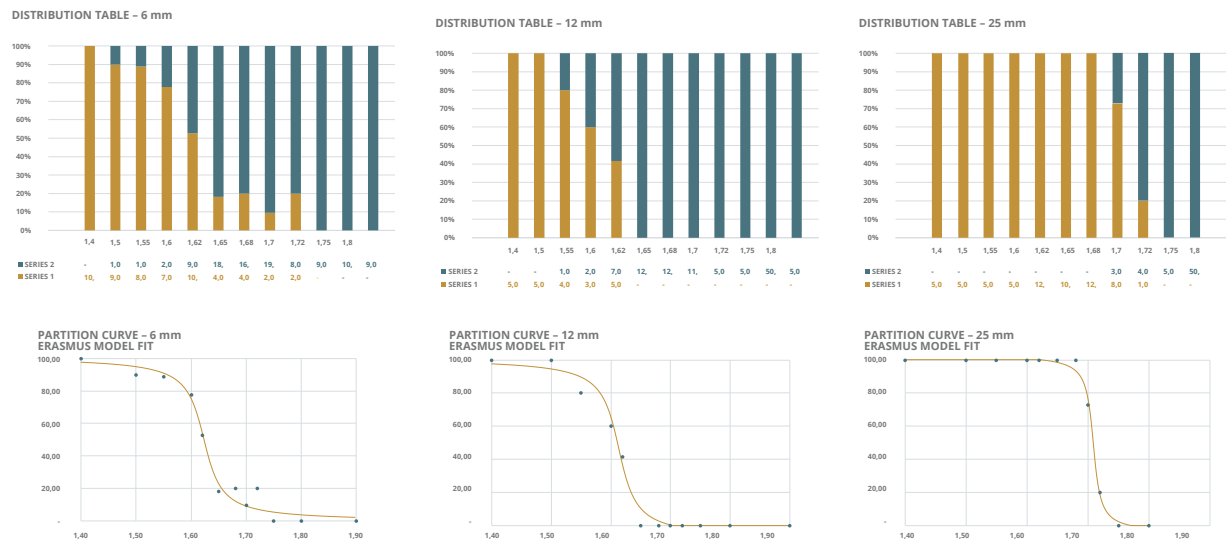 DISTRIBUTION TABLE – 6 mm
100%
90%
80%
70%
60%
50%
40%
30%
20%
10%
0%
1,4 1,5 1,55 1,6 1,62 1,65 1,68 1,7 1,72 1,75 1,8
SERIES 2 - 1,0 1,0 2,0 9,0 18, 16, 19, 8,0 9,0 10, 9,0
SERIES 1 10, 9,0 8,0 7,0 10, 4,0 4,0 2,0 2,0 - - -
DISTRIBUTION TABLE – 12 mm
100%
90%
80%
70%
60%
50%
40%
30%
20%
10%
0%
1,4 1,5 1,55 1,6 1,62 1,65 1,68 1,7 1,72 1,75 1,8
SERIES 2 - - 1,0 2,0 7,0 12, 12, 11, 5,0 5,0 50, 5,0
SERIES 1 5,0 5,0 4,0 3,0 5,0 - - - - - - -
DISTRIBUTION TABLE – 25 mm
100%
90%
80%
70%
60%
50%
40%
30%
20%
10%
0%
1,4 1,5 1,55 1,6 1,62 1,65 1,68 1,7 1,72 1,75 1,8
SERIES 2 - - - - - - - 3,0 4,0 5,0 50,
SERIES 1 5,0 5,0 5,0 5,0 12, 10, 12, 8,0 1,0 - -
PARTITION CURVE – 6 mm
ERASMUS MODEL FIT
100,00
80,00
60,00
40,00
20,00
-
1,40 1,50 1,60 1,70 1,80 1,90
PARTITION CURVE – 12 mm
ERASMUS MODEL FIT
100,00
80,00
60,00
40,00
20,00
-
1,40 1,50 1,60 1,70 1,80 1,90
PARTITION CURVE – 25 mm
ERASMUS MODEL FIT
100,00
80,00
60,00
40,00
20,00
-
1,40 1,50 1,60 1,70 1,80 1,90